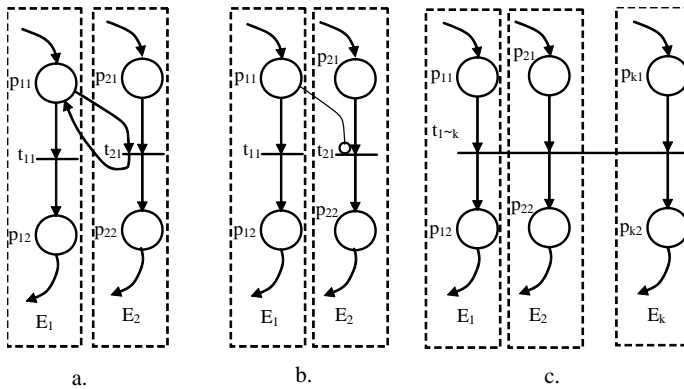 p11 p21
t11 t21
p12 p22
E1 E2
a.
p11 p21
t11 t21
p12 p22
E1 E2
b.
p11 p21 pk1
t1~k
p12 p22 pk2
E1 E2 Ek
c.